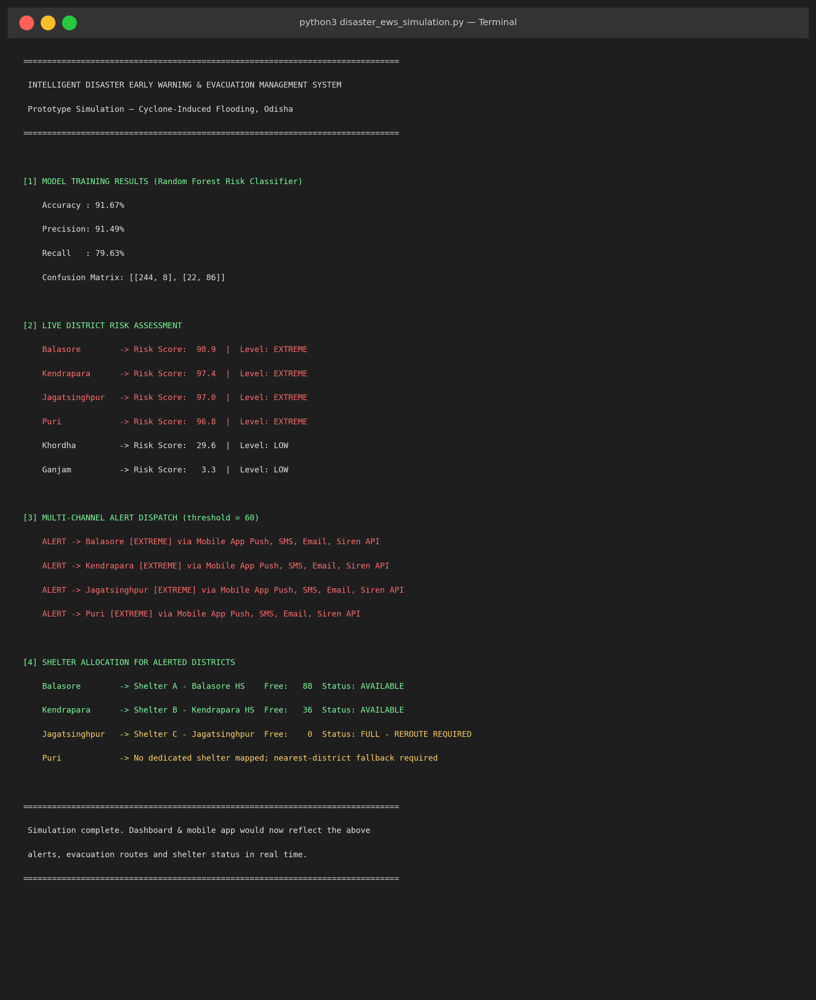 python3 disaster_ews_simulation.py — Terminal
==============================================================================
INTELLIGENT DISASTER EARLY WARNING & EVACUATION MANAGEMENT SYSTEM
Prototype Simulation — Cyclone-Induced Flooding, Odisha
==============================================================================
[1] MODEL TRAINING RESULTS (Random Forest Risk Classifier)
Accuracy : 91.67%
Precision: 91.49%
Recall   : 79.63%
Confusion Matrix: [[244, 8], [22, 86]]
[2] LIVE DISTRICT RISK ASSESSMENT
Balasore        -> Risk Score:  98.9  |  Level: EXTREME
Kendrapara      -> Risk Score:  97.4  |  Level: EXTREME
Jagatsinghpur   -> Risk Score:  97.0  |  Level: EXTREME
Puri            -> Risk Score:  96.8  |  Level: EXTREME
Khordha         -> Risk Score:  29.6  |  Level: LOW
Ganjam          -> Risk Score:   3.3  |  Level: LOW
[3] MULTI-CHANNEL ALERT DISPATCH (threshold = 60)
ALERT -> Balasore [EXTREME] via Mobile App Push, SMS, Email, Siren API
ALERT -> Kendrapara [EXTREME] via Mobile App Push, SMS, Email, Siren API
ALERT -> Jagatsinghpur [EXTREME] via Mobile App Push, SMS, Email, Siren API
ALERT -> Puri [EXTREME] via Mobile App Push, SMS, Email, Siren API
[4] SHELTER ALLOCATION FOR ALERTED DISTRICTS
Balasore        -> Shelter A - Balasore HS    Free:   88  Status: AVAILABLE
Kendrapara      -> Shelter B - Kendrapara HS  Free:   36  Status: AVAILABLE
Jagatsinghpur   -> Shelter C - Jagatsinghpur  Free:    0  Status: FULL - REROUTE REQUIRED
Puri            -> No dedicated shelter mapped; nearest-district fallback required
==============================================================================
Simulation complete. Dashboard & mobile app would now reflect the above
alerts, evacuation routes and shelter status in real time.
==============================================================================